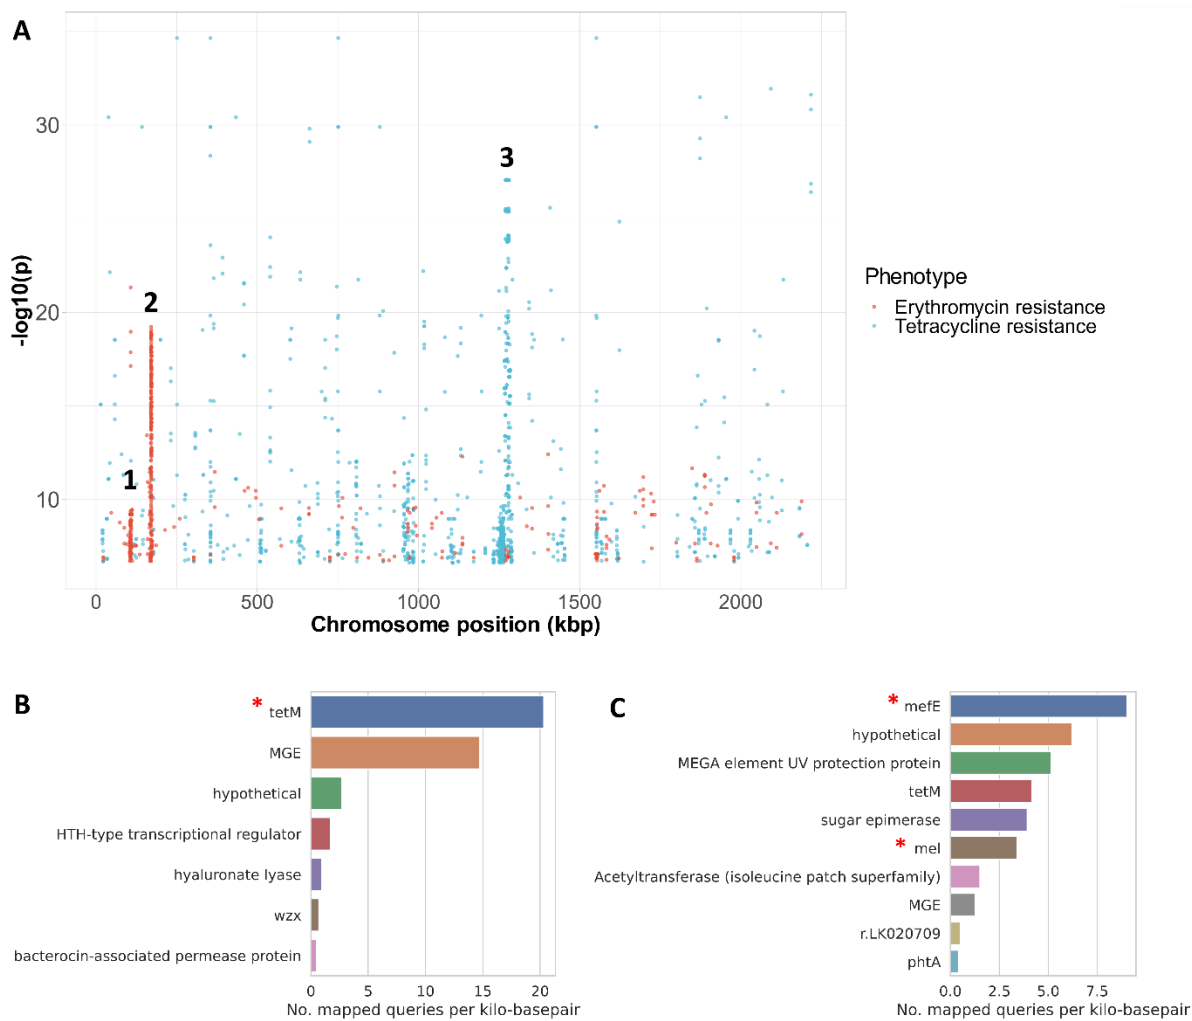 A
30
20
10
-log10(p)
1
2
3
0
500
1000
1500
2000
Chromosome position (kbp)
Phenotype
Erythromycin resistance
Tetracycline resistance
B
* tetM
MGE
hypothetical
HTH-type transcriptional regulator
hyaluronate lyase
wzx
bacterocin-associated permease protein
0
5
10
15
20
No. mapped queries per kilo-basepair
C
* mefE
hypothetical
MEGA element UV protection protein
tetM
sugar epimerase
* mel
Acetyltransferase (isoleucine patch superfamily)
MGE
r.LK020709
phtA
0.0
2.5
5.0
7.5
No. mapped queries per kilo-basepair